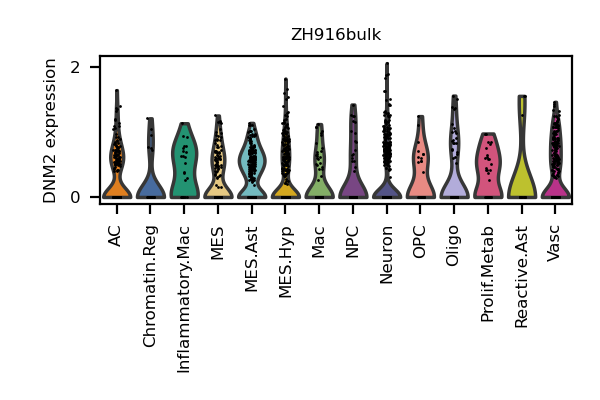 ZH916bulk
DNM2 expression
2
0
AC
Chromatin.Reg
Inflammatory.Mac
MES
MES.Ast
MES.Hyp
Mac
NPC
Neuron
OPC
Oligo
Prolif.Metab
Reactive.Ast
Vasc